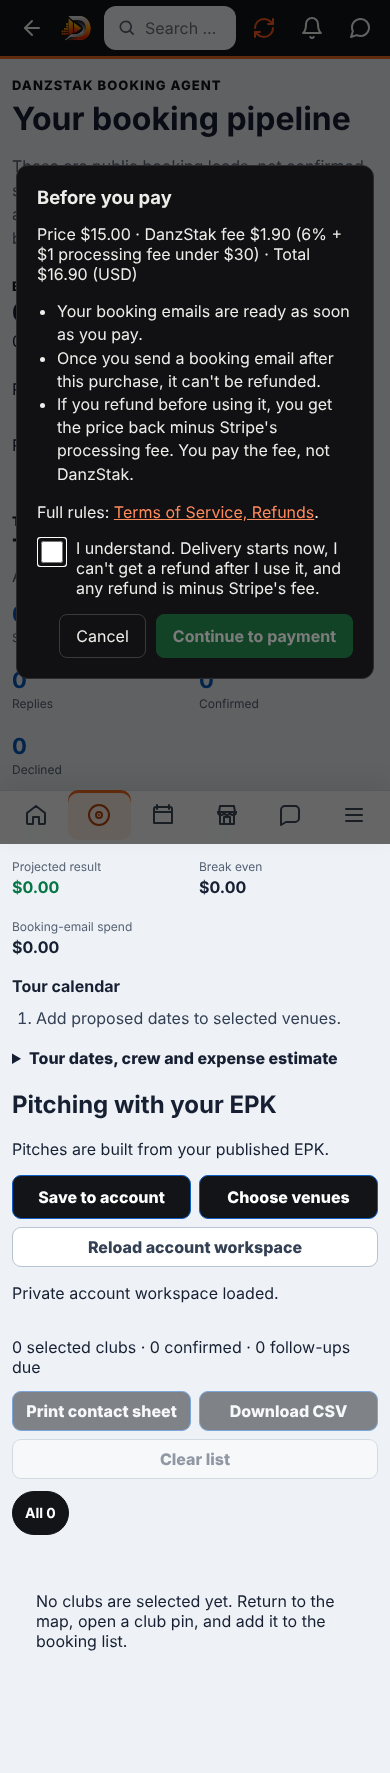 Search ...
DANZSTAK BOOKING AGENT
Your booking pipeline
These are public booking leads, not confirmed
Before you pay
Price $15.00 · DanzStak fee $1.90 (6% +
$1 processing fee under $30) · Total
$16.90 (USD)
• Your booking emails are ready as soon
as you pay.
• Once you send a booking email after
this purchase, it can't be refunded.
• If you refund before using it, you get
the price back minus Stripe's
processing fee. You pay the fee, not
DanzStak.
Full rules: Terms of Service, Refunds.
I understand. Delivery starts now, I
can't get a refund after I use it, and
any refund is minus Stripe's fee.
Cancel
Continue to payment
0
0
Replies
Confirmed
0
Declined
Projected result
Break even
$0.00
$0.00
Booking-email spend
$0.00
Tour calendar
1. Add proposed dates to selected venues.
Tour dates, crew and expense estimate
Pitching with your EPK
Pitches are built from your published EPK.
Save to account
Choose venues
Reload account workspace
Private account workspace loaded.
0 selected clubs · 0 confirmed · 0 follow-ups
due
Print contact sheet
Download CSV
Clear list
All 0
No clubs are selected yet. Return to the
map, open a club pin, and add it to the
booking list.